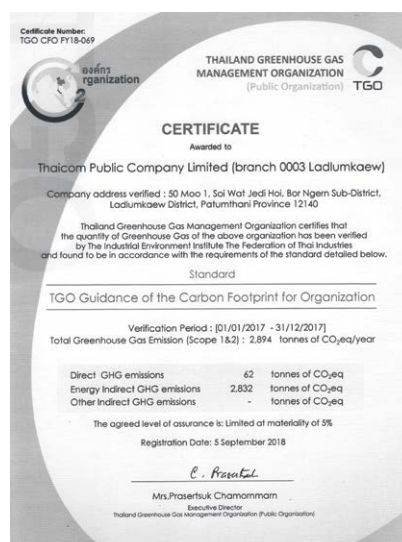 Certificate Number:
TGO CFO FY18-069
องค์กร
rganization
2
THAILAND GREENHOUSE GAS
MANAGEMENT ORGANIZATION
(Public Organization)
TGO
CERTIFICATE
Awarded to
Thaicom Public Company Limited (branch 0003 Ladlumkaew)
Company address verified : 50 Moo 1, Soi Wat Jedi Hoi, Bor Ngern Sub-District,
Ladlumkaew District, Patumthani Province 12140
Thailand Greenhouse Gas Management Organization certifies that
the quantity of Greenhouse Gas of the above organization has been verified
by The Industrial Environment Institute The Federation of Thai Industries
and found to be in accordance with the requirements of the standard detailed below.
Standard
TGO Guidance of the Carbon Footprint for Organization
Verification Period : [01/01/2017 - 31/12/2017]
Total Greenhouse Gas Emission (Scope 1&2) : 2,894 tonnes of CO₂eq/year
Direct GHG emissions 62 tonnes of CO₂eq
Energy Indirect GHG emissions 2,832 tonnes of CO₂eq
Other Indirect GHG emissions - tonnes of CO₂eq
The agreed level of assurance is: Limited at materiality of 5%
Registration Date: 5 September 2018
Mrs.Prasertsuk Chamornmarn
Executive Director
Thailand Greenhouse Gas Management Organization (Public Organization)